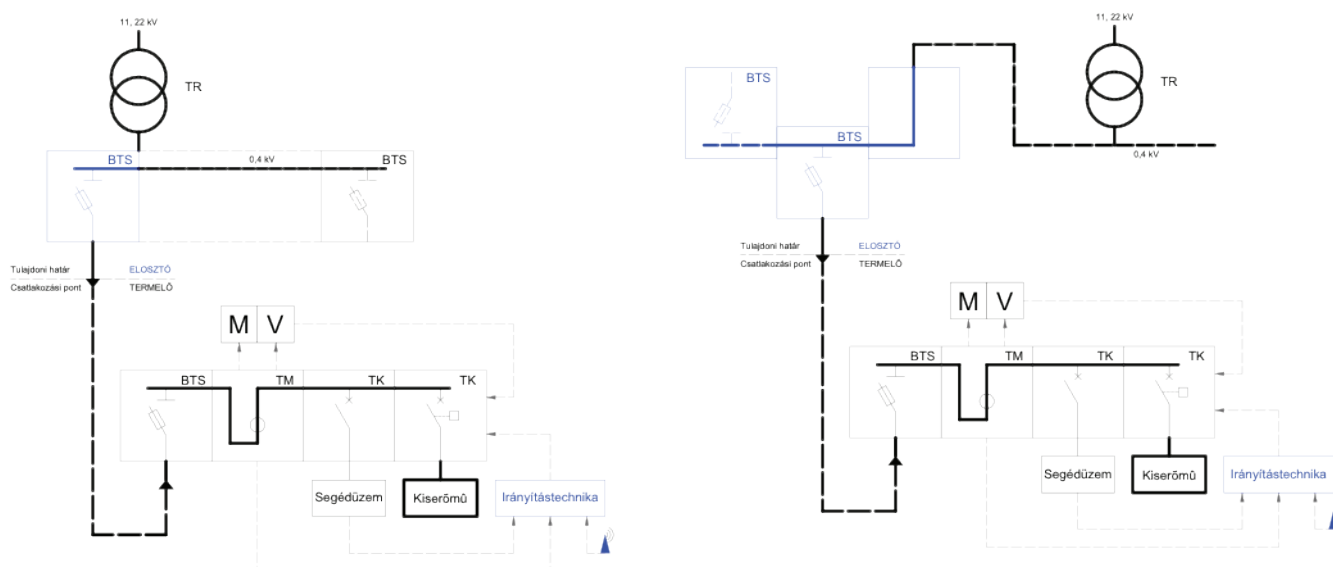 11, 22 kV
TR
BTS
0,4 kV
BTS
Tulajdoni határ
ELOSZTÓ
Csatlakozási pont
TERMELŐ
M
V
BTS
TM
TK
TK
Segédüzem
Kiserõmû
Irányítástechnika
11, 22 kV
BTS
TR
BTS
0,4 kV
Tulajdoni határ
ELOSZTÓ
Csatlakozási pont
TERMELŐ
M
V
BTS
TM
TK
TK
Segédüzem
Kiserõmû
Irányítástechnika